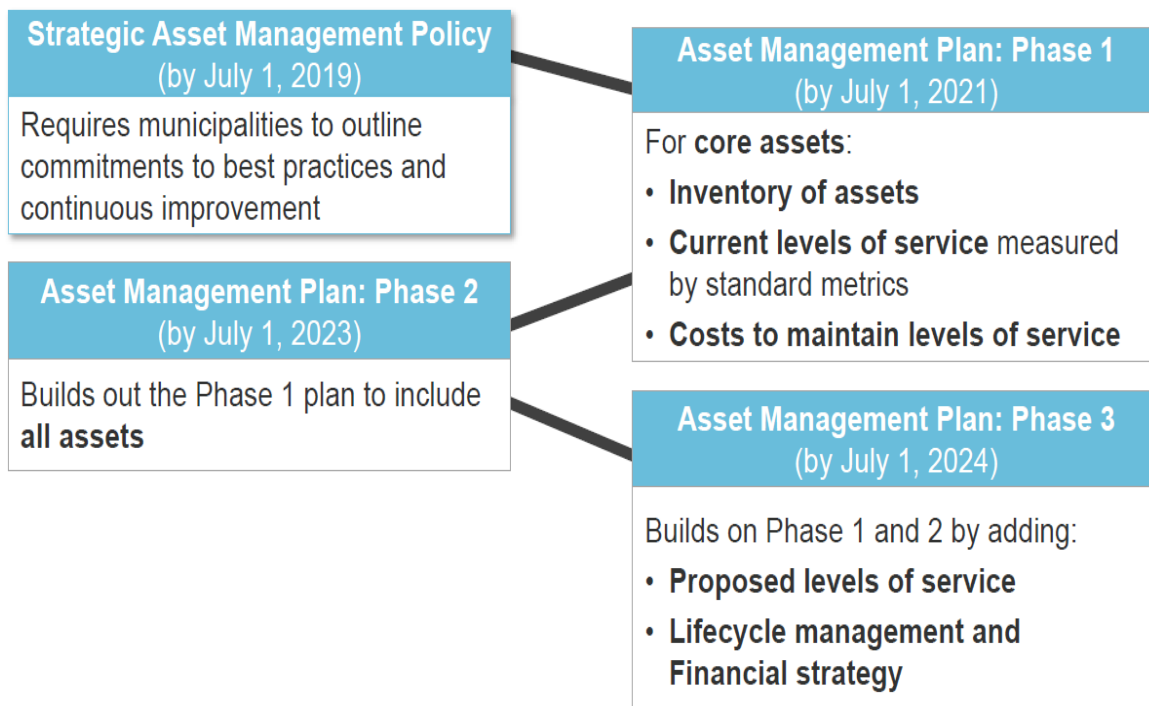 Strategic Asset Management Policy
(by July 1, 2019)
Requires municipalities to outline
commitments to best practices and
continuous improvement
Asset Management Plan: Phase 1
(by July 1, 2021)
For core assets:
• Inventory of assets
• Current levels of service measured
by standard metrics
• Costs to maintain levels of service
Asset Management Plan: Phase 2
(by July 1, 2023)
Builds out the Phase 1 plan to include
all assets
Asset Management Plan: Phase 3
(by July 1, 2024)
Builds on Phase 1 and 2 by adding:
• Proposed levels of service
• Lifecycle management and
Financial strategy